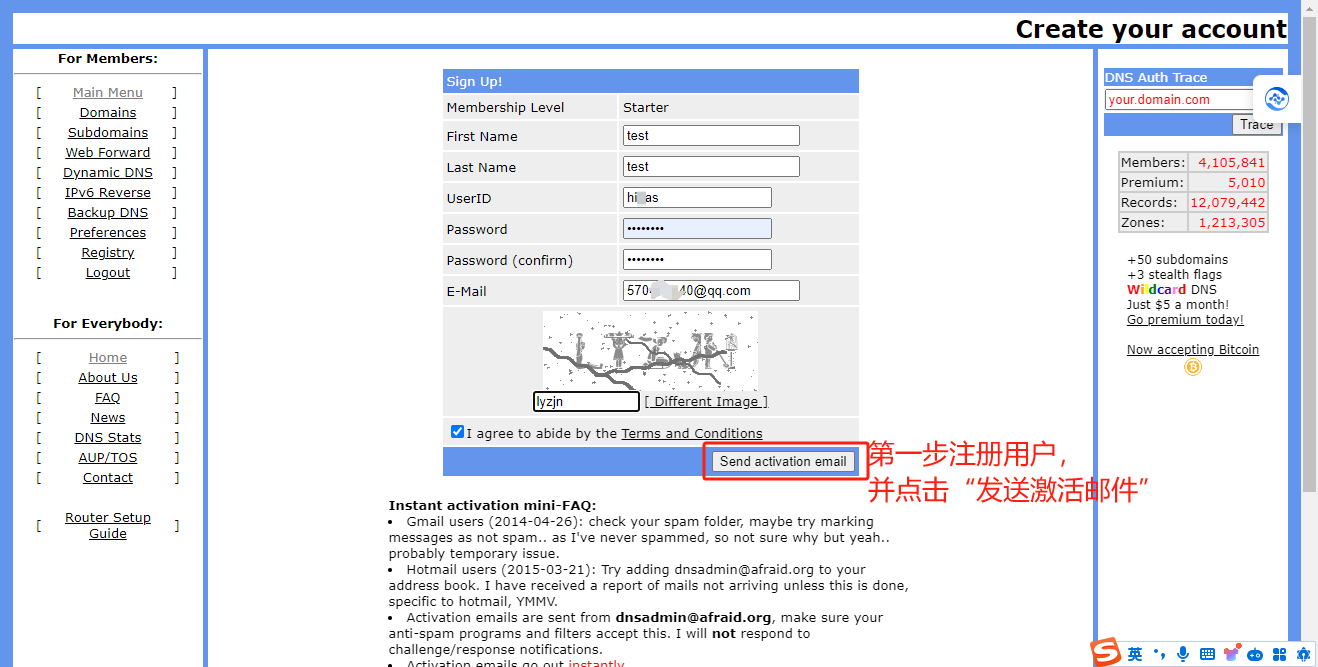 Create your account
For Members:
[ Main Menu ]
[ Domains ]
[ Subdomains ]
[ Web Forward ]
[ Dynamic DNS ]
[ IPv6 Reverse ]
[ Backup DNS ]
[ Preferences ]
[ Registry ]
[ Logout ]
For Everybody:
[ Home ]
[ About Us ]
[ FAQ ]
[ News ]
[ DNS Stats ]
[ AUP/TOS ]
[ Contact ]
[ Router Setup
Guide ]
Sign Up!
Membership Level Starter
First Name test
Last Name test
UserID hi as
Password ••••••••
Password (confirm) ••••••••
E-Mail 570 40@qq.com
lyzjn [ Different Image ]
I agree to abide by the Terms and Conditions
Send activation email
第一步注册用户，
并点击“发送激活邮件”
Instant activation mini-FAQ:
• Gmail users (2014-04-26): check your spam folder, maybe try marking
messages as not spam.. as I've never spammed, so not sure why but yeah..
probably temporary issue.
• Hotmail users (2015-03-21): Try adding dnsadmin@afraid.org to your
address book. I have received a report of mails not arriving unless this is done,
specific to hotmail, YMMV.
• Activation emails are sent from dnsadmin@afraid.org, make sure your
anti-spam programs and filters accept this. I will not respond to
challenge/response notifications.
• Activation emails go out instantly
DNS Auth Trace
your.domain.com
Trace
Members: 4,105,841
Premium: 5,010
Records: 12,079,442
Zones: 1,213,305
+50 subdomains
+3 stealth flags
Wildcard DNS
Just $5 a month!
Go premium today!
Now accepting Bitcoin
英